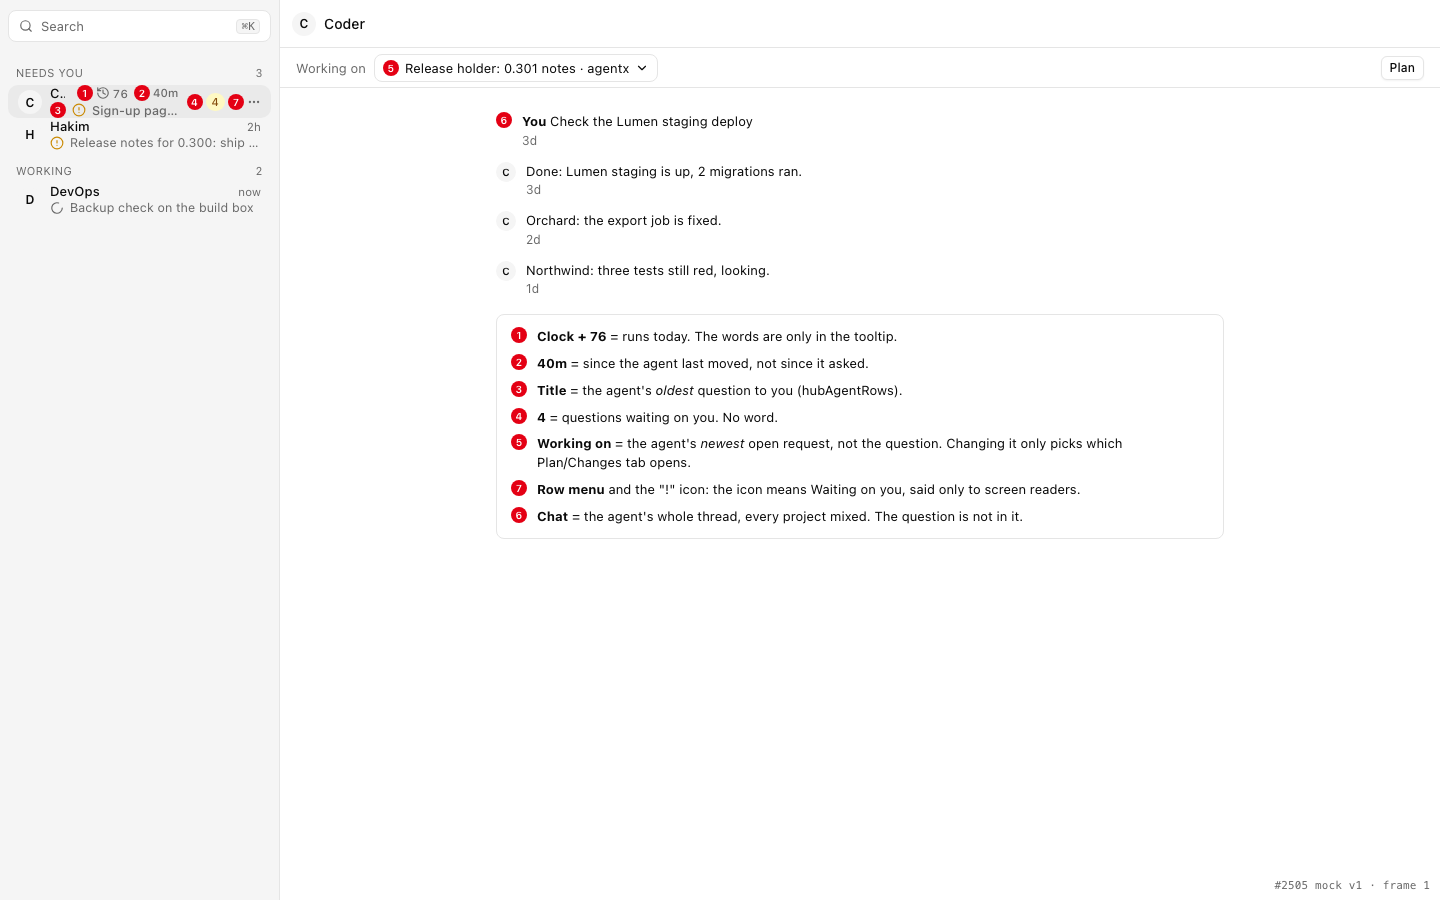 Search ⌘K
NEEDS YOU 3
C C.. 1 76 2 40m
3 Sign-up pag... 4 4 7 ...
H Hakim 2h
Release notes for 0.300: ship ...
WORKING 2
D DevOps now
Backup check on the build box
C Coder
Working on 5 Release holder: 0.301 notes · agentx
Plan
6 You Check the Lumen staging deploy
3d
C Done: Lumen staging is up, 2 migrations ran.
3d
C Orchard: the export job is fixed.
2d
C Northwind: three tests still red, looking.
1d
1 Clock + 76 = runs today. The words are only in the tooltip.
2 40m = since the agent last moved, not since it asked.
3 Title = the agent's oldest question to you (hubAgentRows).
4 4 = questions waiting on you. No word.
5 Working on = the agent's newest open request, not the question. Changing it only picks which
Plan/Changes tab opens.
7 Row menu and the "!" icon: the icon means Waiting on you, said only to screen readers.
6 Chat = the agent's whole thread, every project mixed. The question is not in it.
#2505 mock v1 · frame 1